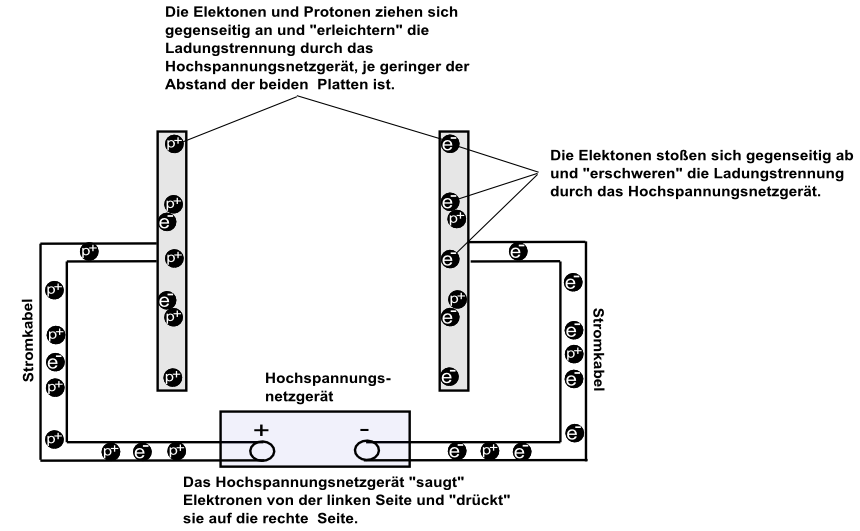 Die Elektonen und Protonen ziehen sich
gegenseitig an und "erleichtern" die
Ladungstrennung durch das
Hochspannungsnetzgerät, je geringer der
Abstand der beiden Platten ist.
Die Elektonen stoßen sich gegenseitig ab
und "erschweren" die Ladungstrennung
durch das Hochspannungsnetzgerät.
p+
e-
p+
e-
e-
p+
p+
e-
p+
e-
p+
e-
e-
p+
e-
p+
p+
e-
p+
e-
p+
e-
e-
p+
p+
e-
e-
p+
e-
Stromkabel
Stromkabel
Hochspannungs-
netzgerät
+ -
p+ e- p+
e- p+ e-
Das Hochspannungsnetzgerät "saugt"
Elektronen von der linken Seite und "drückt"
sie auf die rechte Seite.